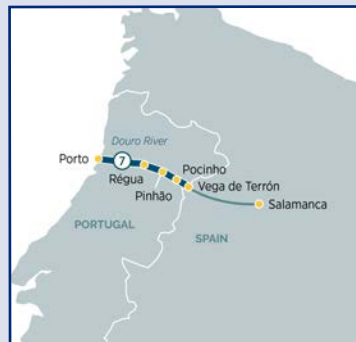 Douro River
Porto
7
Régua
Pinhão
Pocinho
Vega de Terrón
Salamanca
PORTUGAL
SPAIN